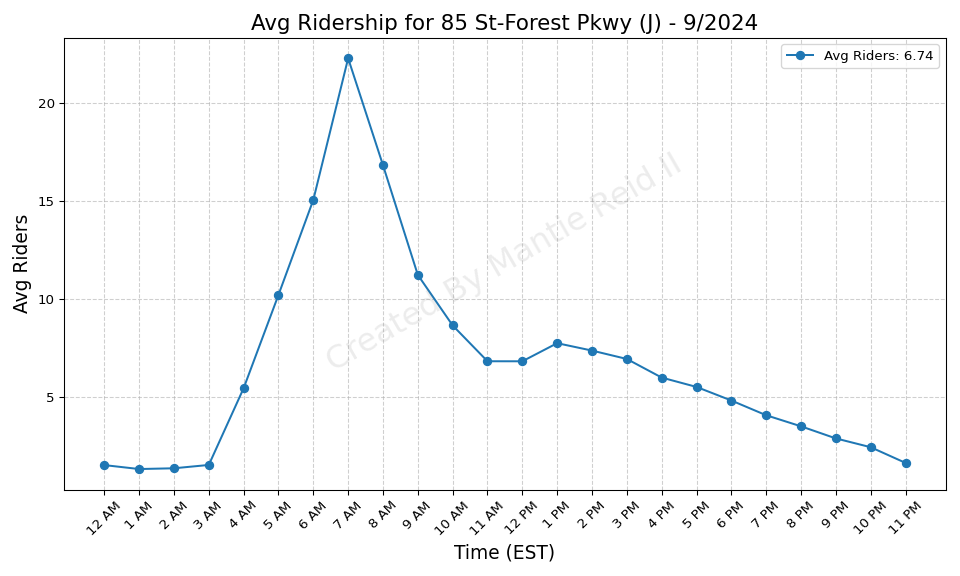 Avg Ridership for 85 St-Forest Pkwy (J) - 9/2024
Avg Riders: 6.74
Avg Riders
20
15
10
5
Created By Mantie Reid II
12 AM
1 AM
2 AM
3 AM
4 AM
5 AM
6 AM
7 AM
8 AM
9 AM
10 AM
11 AM
12 PM
1 PM
2 PM
3 PM
4 PM
5 PM
6 PM
7 PM
8 PM
9 PM
10 PM
11 PM
Time (EST)